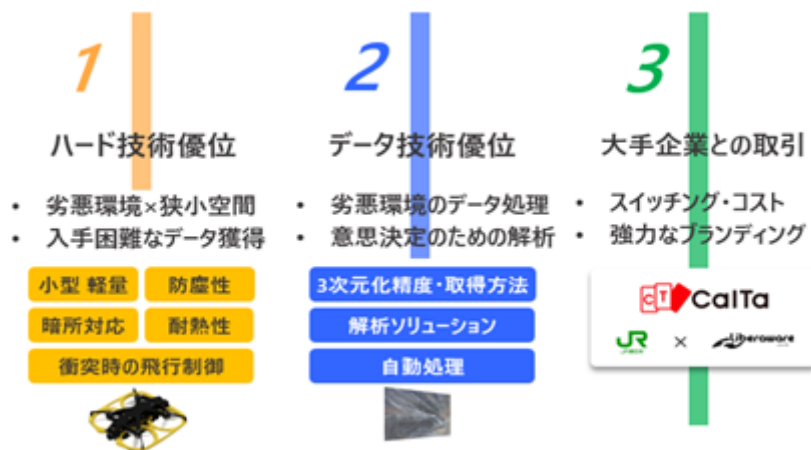 1
ハード技術優位
• 劣悪環境×狭小空間
• 入手困難なデータ獲得
小型 軽量
防塵性
暗所対応
耐熱性
衝突時の飛行制御
2
データ技術優位
• 劣悪環境のデータ処理
• 意思決定のための解析
3次元化精度・取得方法
解析ソリューション
自動処理
3
大手企業との取引
• スイッチング・コスト
• 強力なブランディング
CT CalTa
JR × Liberaware